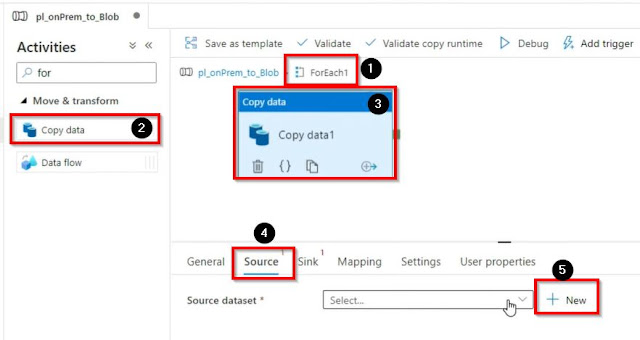 pl_onPrem_to_Blob
Activities
for
Move & transform
Copy data
2
Data flow
Save as template
Validate
Validate copy runtime
Debug
Add trigger
pl_onPrem_to_Blob
ForEach1
1
Copy data
3
Copy data1
{}
4
General
Source
1
Sink
1
Mapping
Settings
User properties
5
Source dataset *
Select...
New